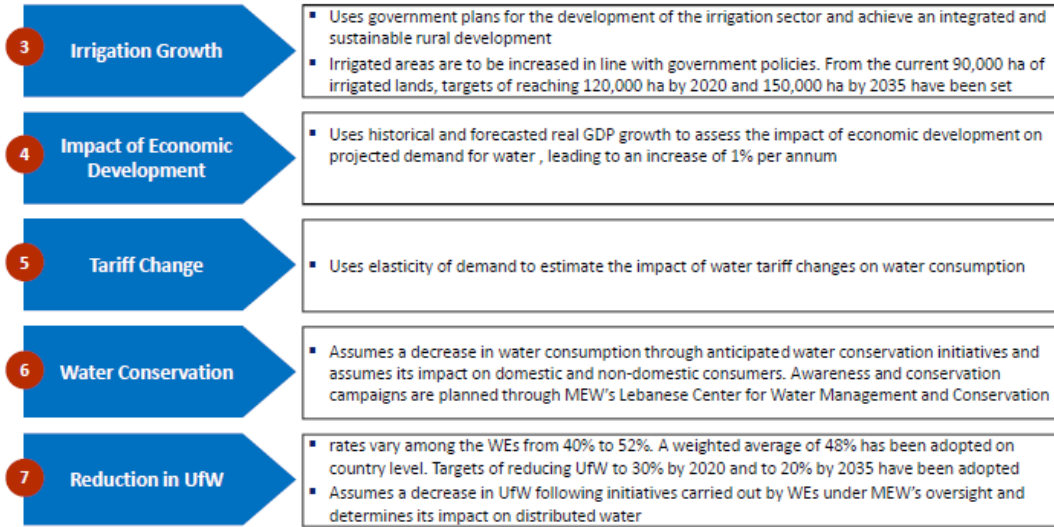 3
Irrigation Growth
▪ Uses government plans for the development of the irrigation sector and achieve an integrated and
sustainable rural development
▪ Irrigated areas are to be increased in line with government policies. From the current 90,000 ha of
irrigated lands, targets of reaching 120,000 ha by 2020 and 150,000 ha by 2035 have been set
4
Impact of Economic
Development
▪ Uses historical and forecasted real GDP growth to assess the impact of economic development on
projected demand for water , leading to an increase of 1% per annum
5
Tariff Change
▪ Uses elasticity of demand to estimate the impact of water tariff changes on water consumption
6
Water Conservation
▪ Assumes a decrease in water consumption through anticipated water conservation initiatives and
assumes its impact on domestic and non-domestic consumers. Awareness and conservation
campaigns are planned through MEW's Lebanese Center for Water Management and Conservation
7
Reduction in UfW
▪ rates vary among the WEs from 40% to 52%. A weighted average of 48% has been adopted on
country level. Targets of reducing UfW to 30% by 2020 and to 20% by 2035 have been adopted
▪ Assumes a decrease in UfW following initiatives carried out by WEs under MEW's oversight and
determines its impact on distributed water